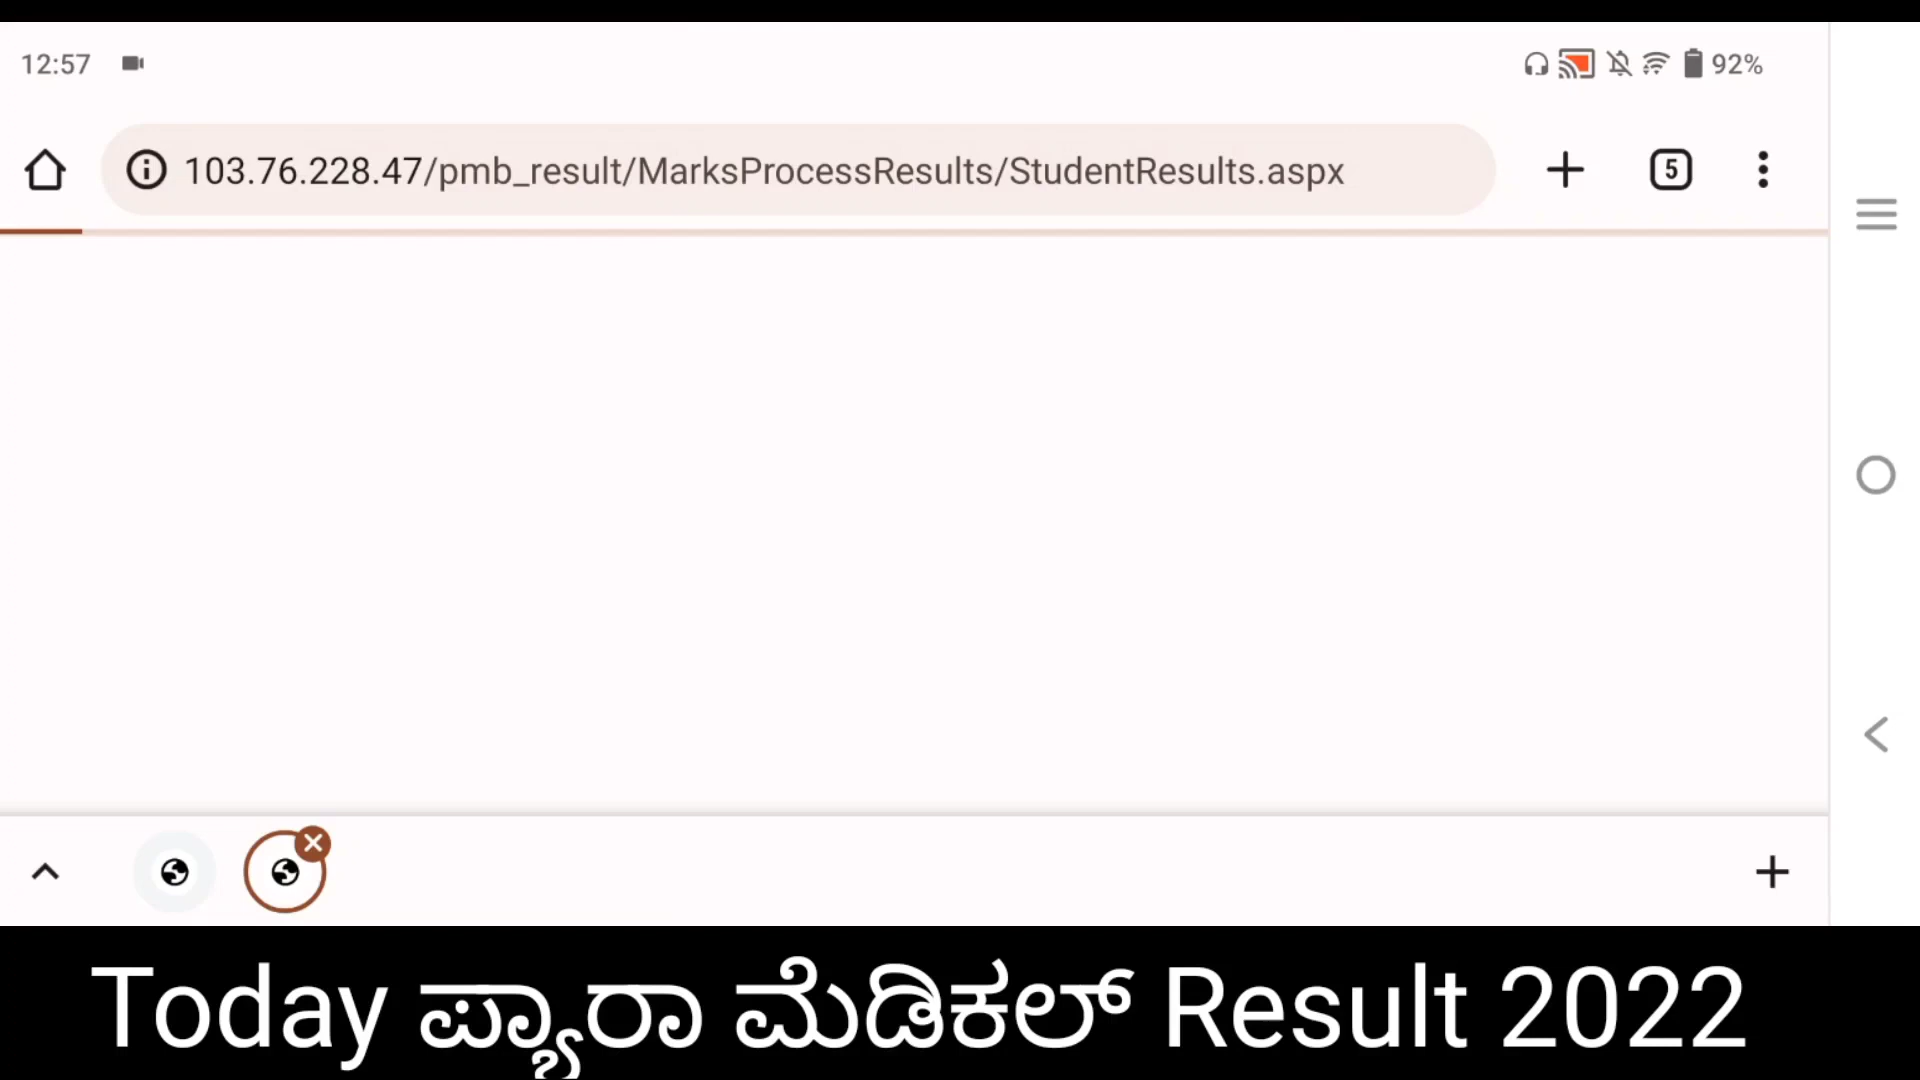 12:57
92%
103.76.228.47/pmb_result/MarksProcessResults/StudentResults.aspx
5
Today ಪ್ಯಾರಾ ಮೆಡಿಕಲ್ Result 2022